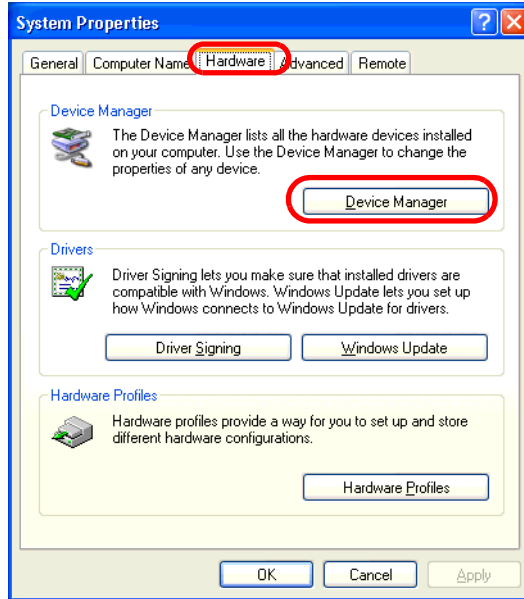 System Properties
General Computer Name Hardware Advanced Remote
Device Manager
The Device Manager lists all the hardware devices installed
on your computer. Use the Device Manager to change the
properties of any device.
Device Manager
Drivers
Driver Signing lets you make sure that installed drivers are
compatible with Windows. Windows Update lets you set up
how Windows connects to Windows Update for drivers.
Driver Signing Windows Update
Hardware Profiles
Hardware profiles provide a way for you to set up and store
different hardware configurations.
Hardware Profiles
OK Cancel Apply